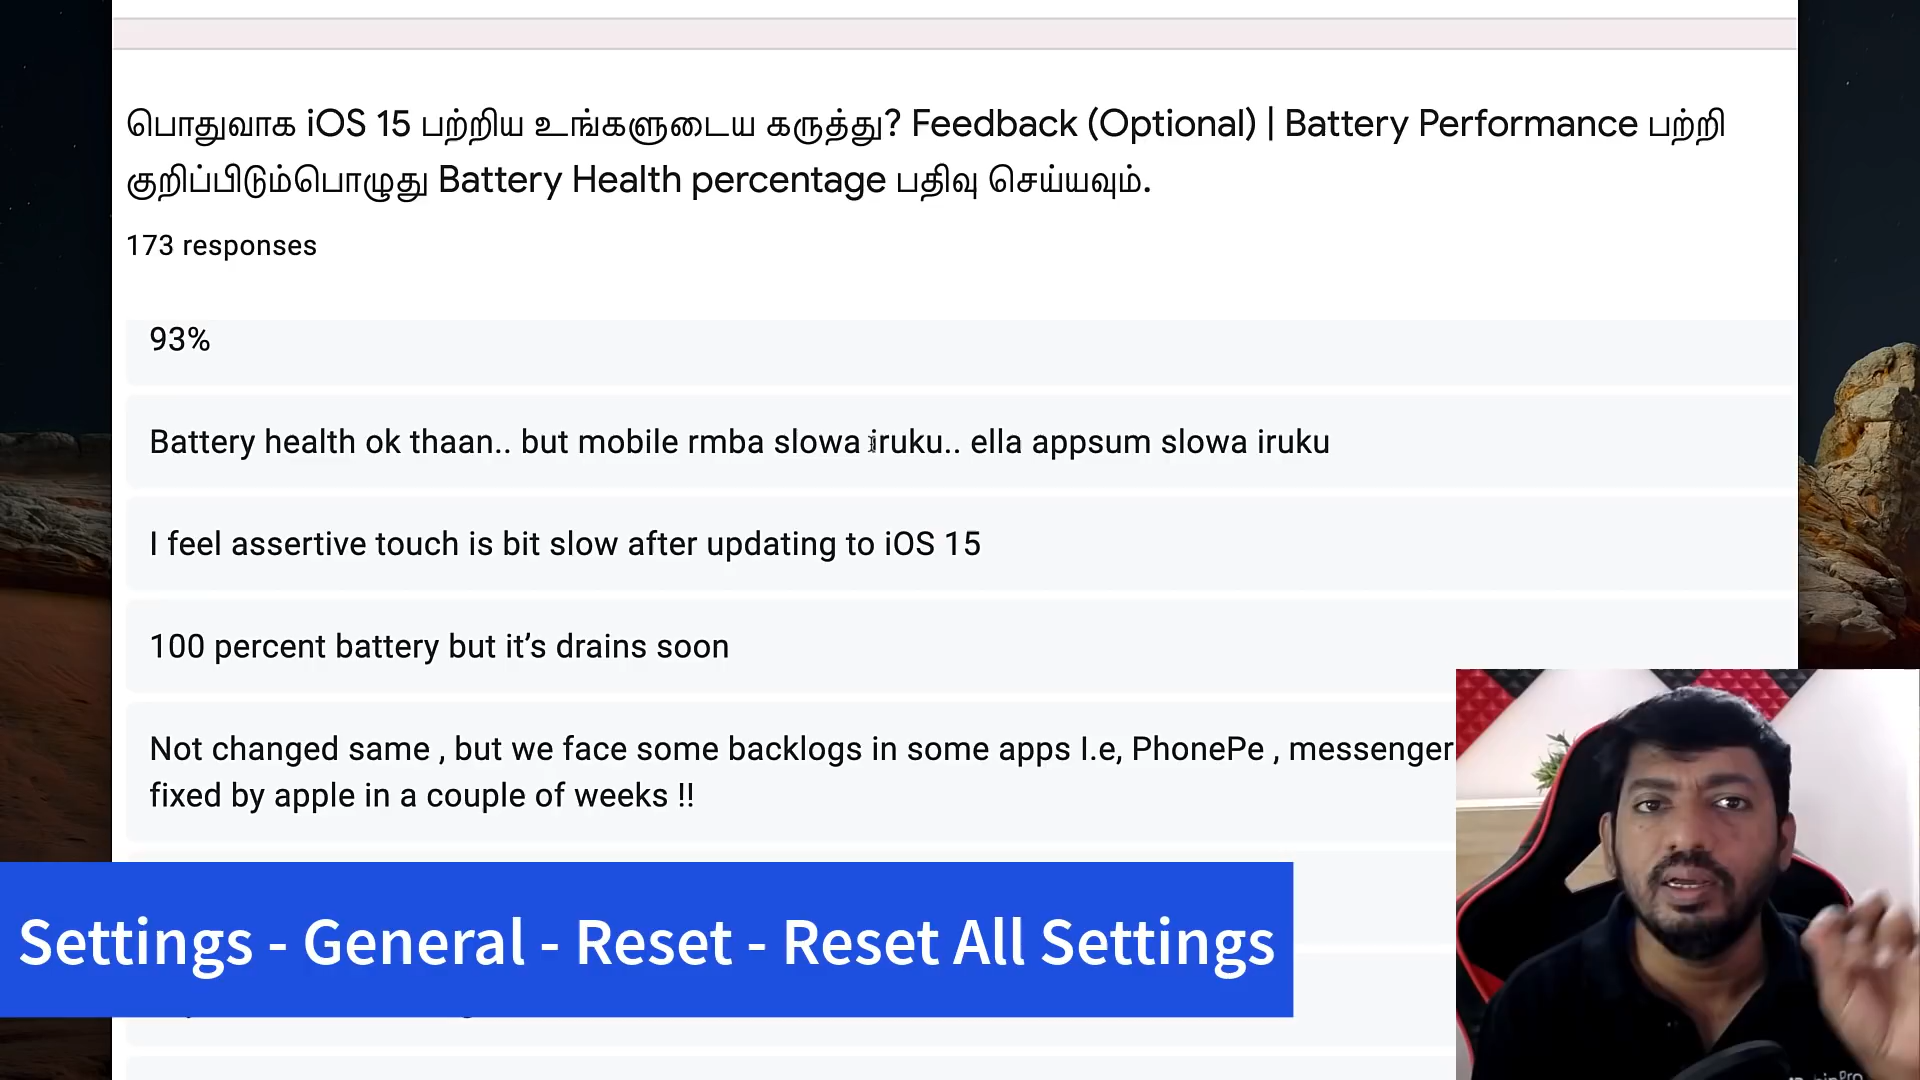 பொதுவாக iOS 15 பற்றிய உங்களுடைய கருத்து? Feedback (Optional) | Battery Performance பற்றி
குறிப்பிடும்பொழுது Battery Health percentage பதிவு செய்யவும்.
173 responses
93%
Battery health ok thaan.. but mobile rmba slowa iruku.. ella appsum slowa iruku
I feel assertive touch is bit slow after updating to iOS 15
100 percent battery but it’s drains soon
Not changed same , but we face some backlogs in some apps I.e, PhonePe , messenger
fixed by apple in a couple of weeks !!
Settings - General - Reset - Reset All Settings